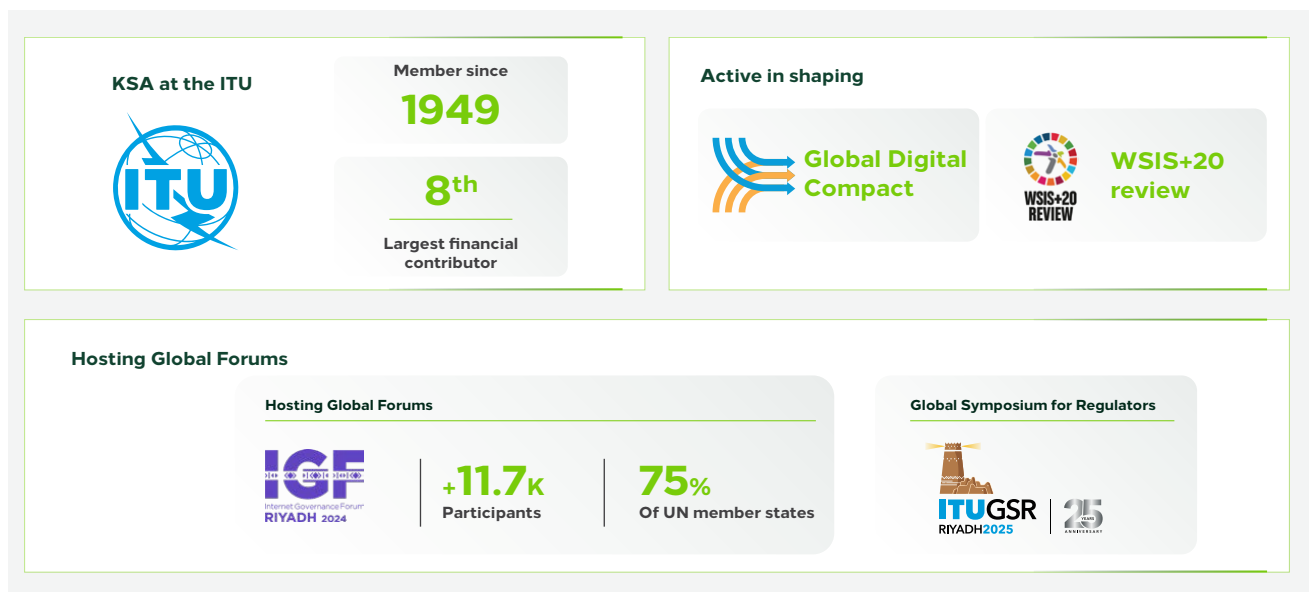 KSA at the ITU
ITU
Member since
1949
8th
Largest financial
contributor
Active in shaping
Global Digital
Compact
WSIS+20
REVIEW
WSIS+20
review
Hosting Global Forums
Hosting Global Forums
IGF
Internet Governance Forum
RIYADH 2024
+11.7K
Participants
75%
Of UN member states
Global Symposium for Regulators
ITUGSR
RIYADH2025
25
YEARS
ANNIVERSARY